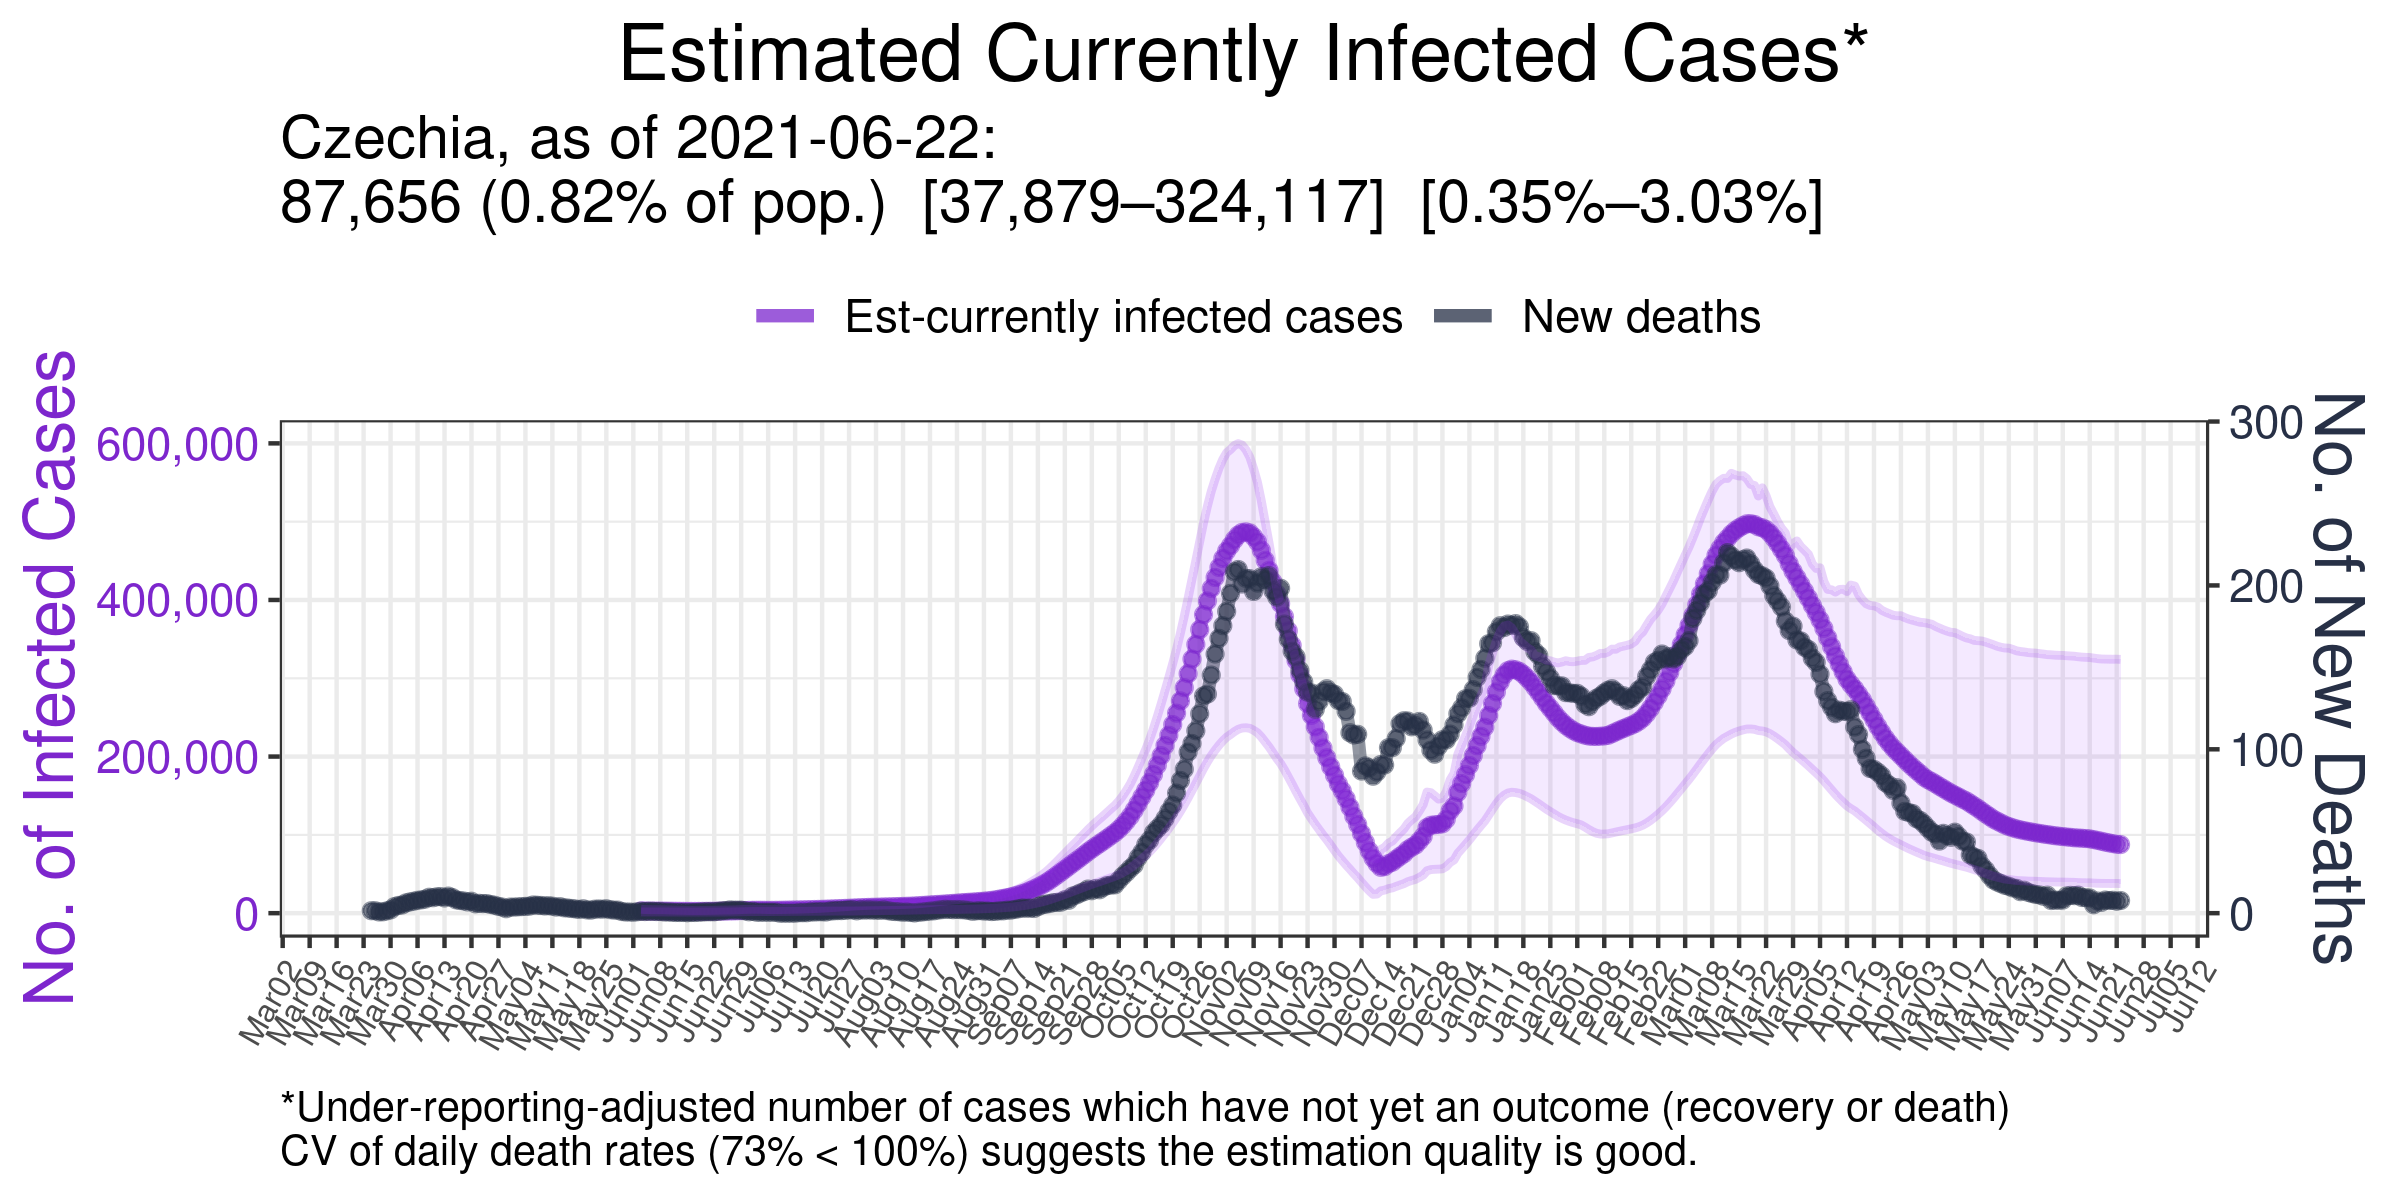 Estimated Currently Infected Cases*
Czechia, as of 2021-06-22:
87,656 (0.82% of pop.) [37,879–324,117] [0.35%–3.03%]
Est-currently infected cases
New deaths
No. of Infected Cases
600,000
400,000
200,000
0
300
200
100
0
No. of New Deaths
Mar02
Mar09
Mar16
Mar23
Mar30
Apr06
Apr13
Apr20
Apr27
May04
May11
May18
May25
Jun01
Jun08
Jun15
Jun22
Jun29
Jul06
Jul13
Jul20
Jul27
Aug03
Aug10
Aug17
Aug24
Aug31
Sep07
Sep14
Sep21
Sep28
Oct05
Oct12
Oct19
Oct26
Nov02
Nov09
Nov16
Nov23
Nov30
Dec07
Dec14
Dec21
Dec28
Jan04
Jan11
Jan18
Jan25
Feb01
Feb08
Feb15
Feb22
Mar01
Mar08
Mar15
Mar22
Mar29
Apr05
Apr12
Apr19
Apr26
May03
May10
May17
May24
May31
Jun07
Jun14
Jun21
Jun28
Jul05
Jul12
*Under-reporting-adjusted number of cases which have not yet an outcome (recovery or death)
CV of daily death rates (73% < 100%) suggests the estimation quality is good.